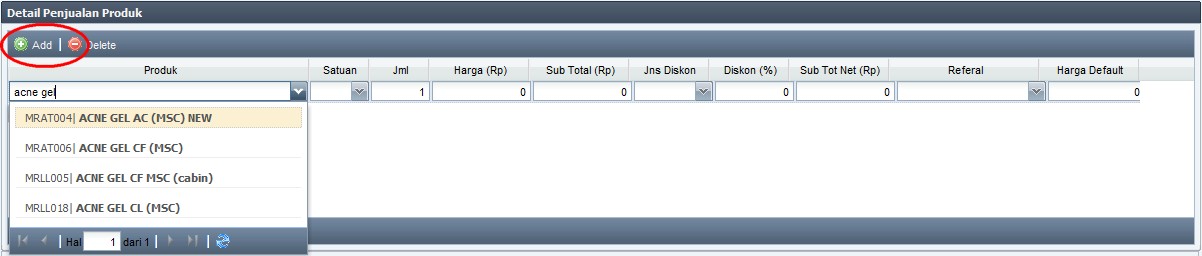 Detail Penjualan Produk
Add Delete
Produk Satuan Jml Harga (Rp) Sub Total (Rp) Jns Diskon Diskon (%) Sub Tot Net (Rp) Referal Harga Default
acne gel 1 0 0 0 0 0
MRAT004| ACNE GEL AC (MSC) NEW
MRAT006| ACNE GEL CF (MSC)
MRLL005| ACNE GEL CF MSC (cabin)
MRLL018| ACNE GEL CL (MSC)
Hal 1 dari 1